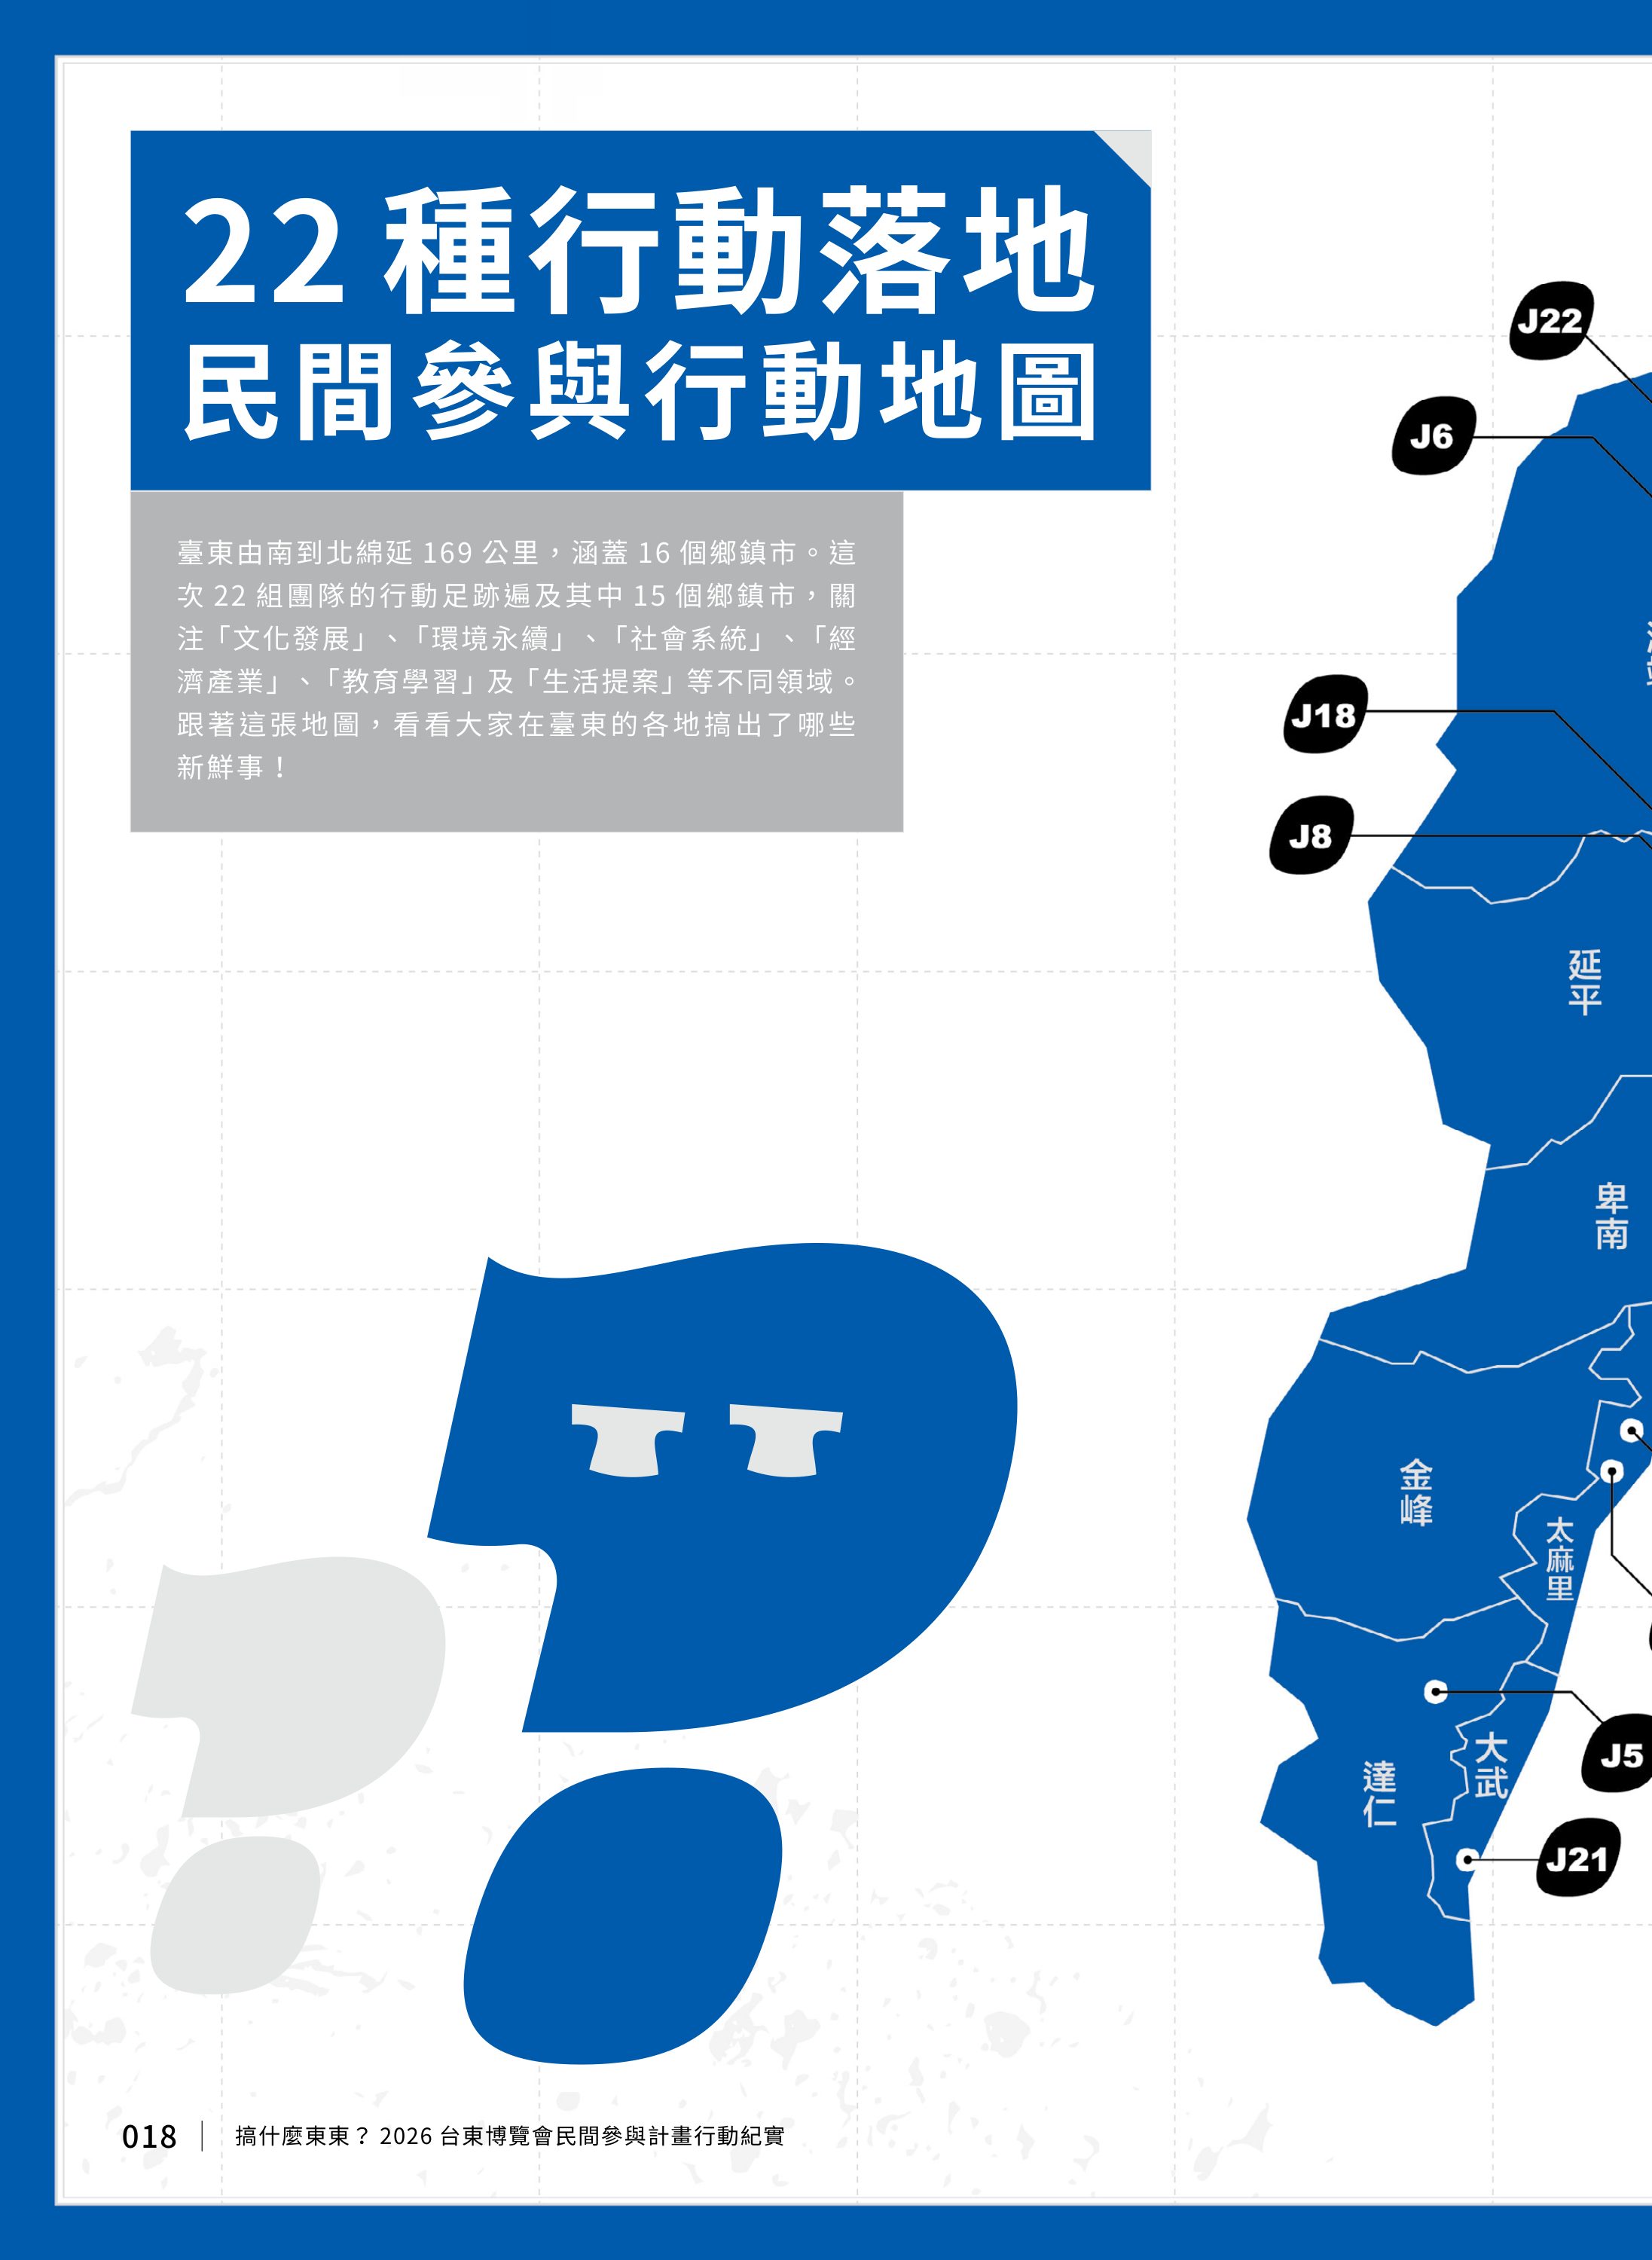 22 種行動落地
民間參與行動地圖
臺東由南到北綿延 169 公里，涵蓋 16 個鄉鎮市。這
次 22 組團隊的行動足跡遍及其中 15 個鄉鎮市，關
注「文化發展」、「環境永續」、「社會系統」、「經
濟產業」、「教育學習」及「生活提案」等不同領域。
跟著這張地圖，看看大家在臺東的各地搞出了哪些
新鮮事！
J22
J6
J18
J8
延平
卑南
金峰
太麻里
大武
達仁
J5
J21
018
搞什麼東東？ 2026 台東博覽會民間參與計畫行動紀實